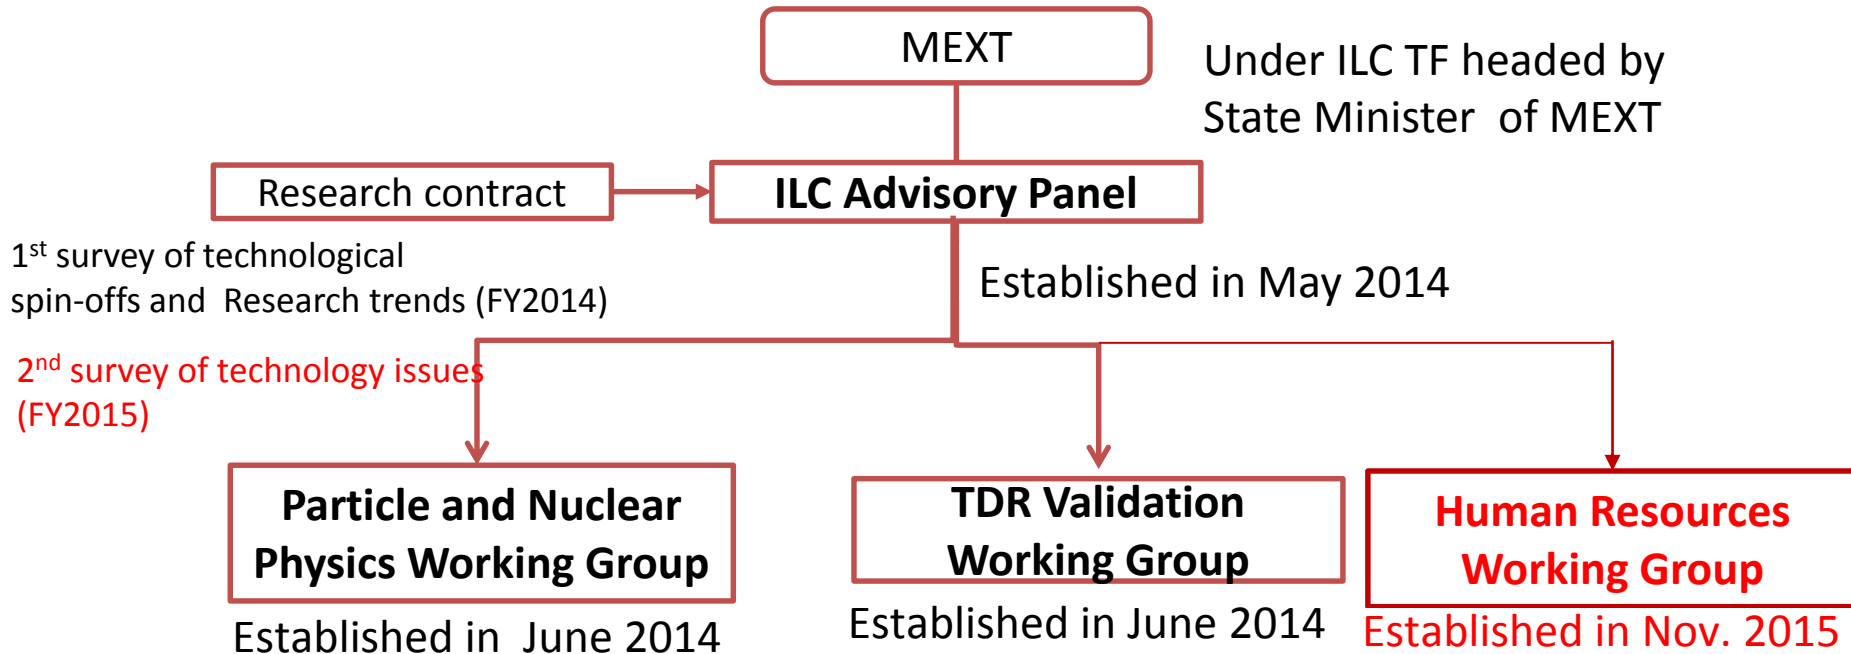 MEXT
Under ILC TF headed by
State Minister of MEXT
Research contract
ILC Advisory Panel
1st survey of technological
spin-offs and Research trends (FY2014)
Established in May 2014
2nd survey of technology issues
(FY2015)
Particle and Nuclear
Physics Working Group
Established in June 2014
TDR Validation
Working Group
Established in June 2014
Human Resources
Working Group
Established in Nov. 2015